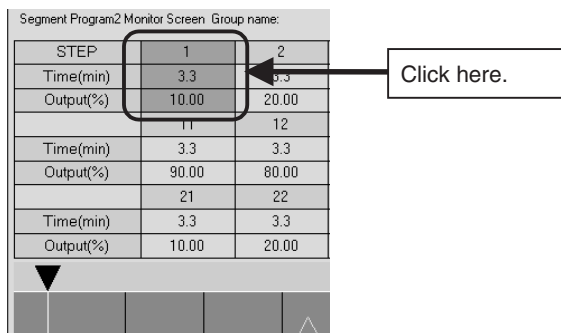 Segment Program2 Monitor Screen Group name:
STEP 1 2
Time(min) 3.3 3.3
Output(%) 10.00 20.00
11 12
Time(min) 3.3 3.3
Output(%) 90.00 80.00
21 22
Time(min) 3.3 3.3
Output(%) 10.00 20.00
Click here.